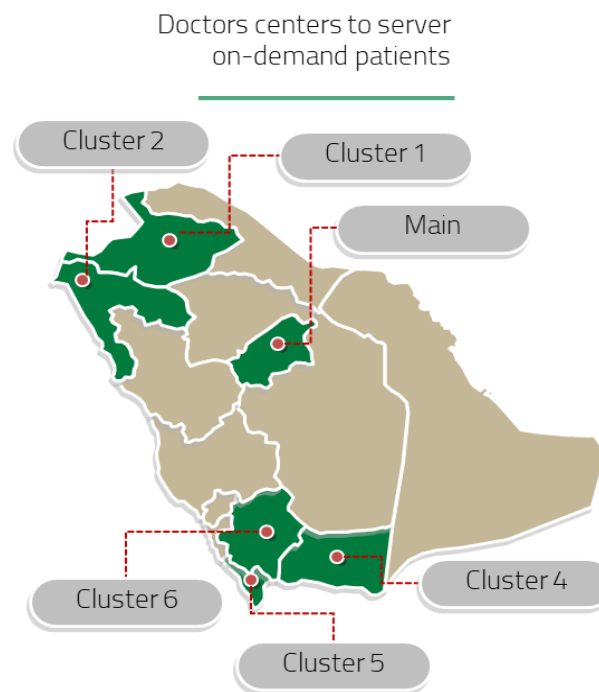 Doctors centers to server
on-demand patients
Cluster 2
Cluster 1
Main
Cluster 4
Cluster 6
Cluster 5